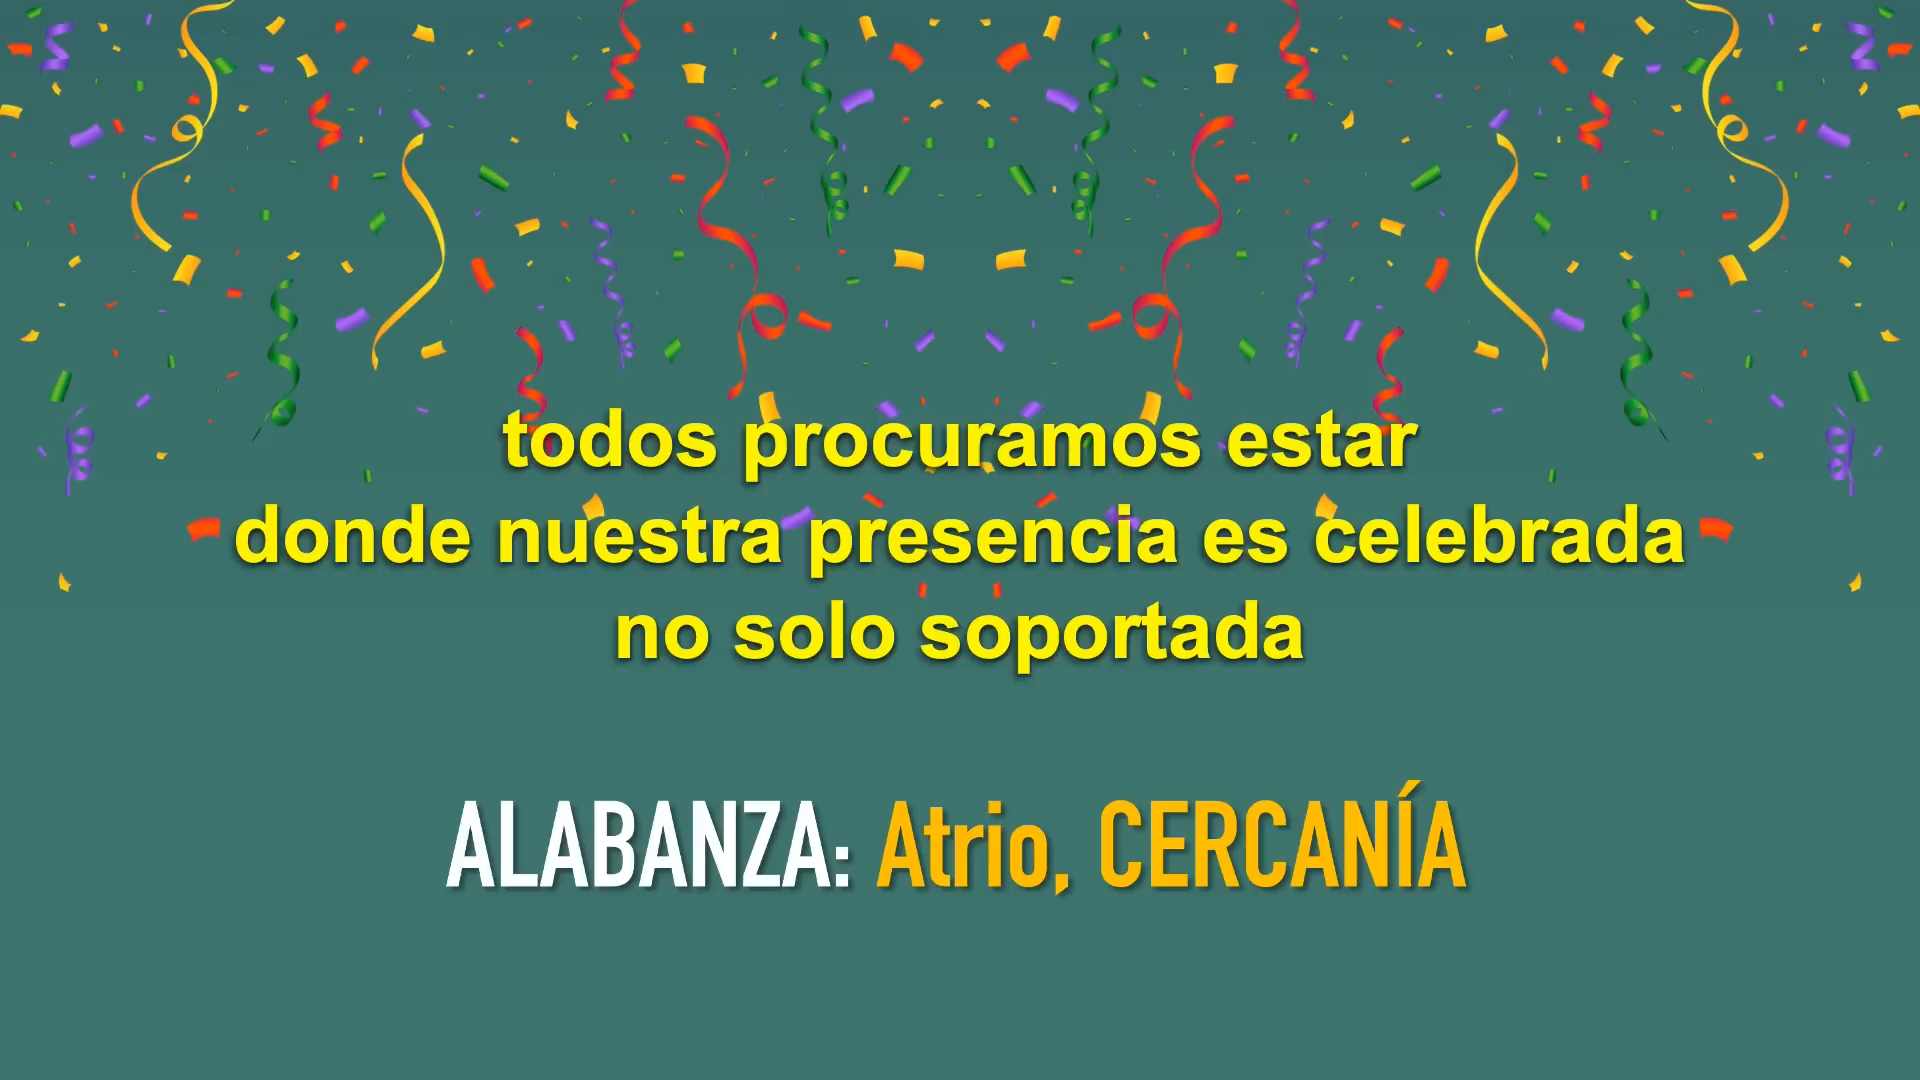 todos procuramos estar
donde nuestra presencia es celebrada
no solo soportada
ALABANZA: Atrio, CERCANÍA